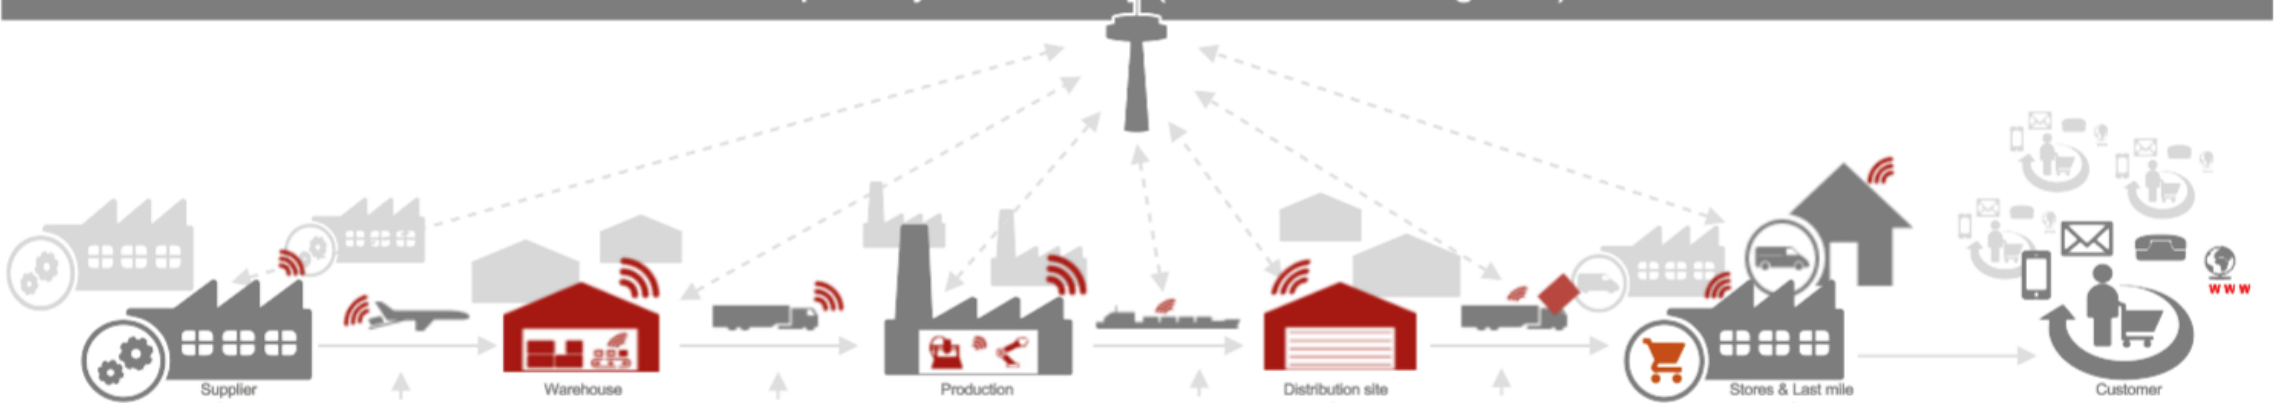 Supplier
Warehouse
Production
Distribution site
Stores & Last mile
Customer
www